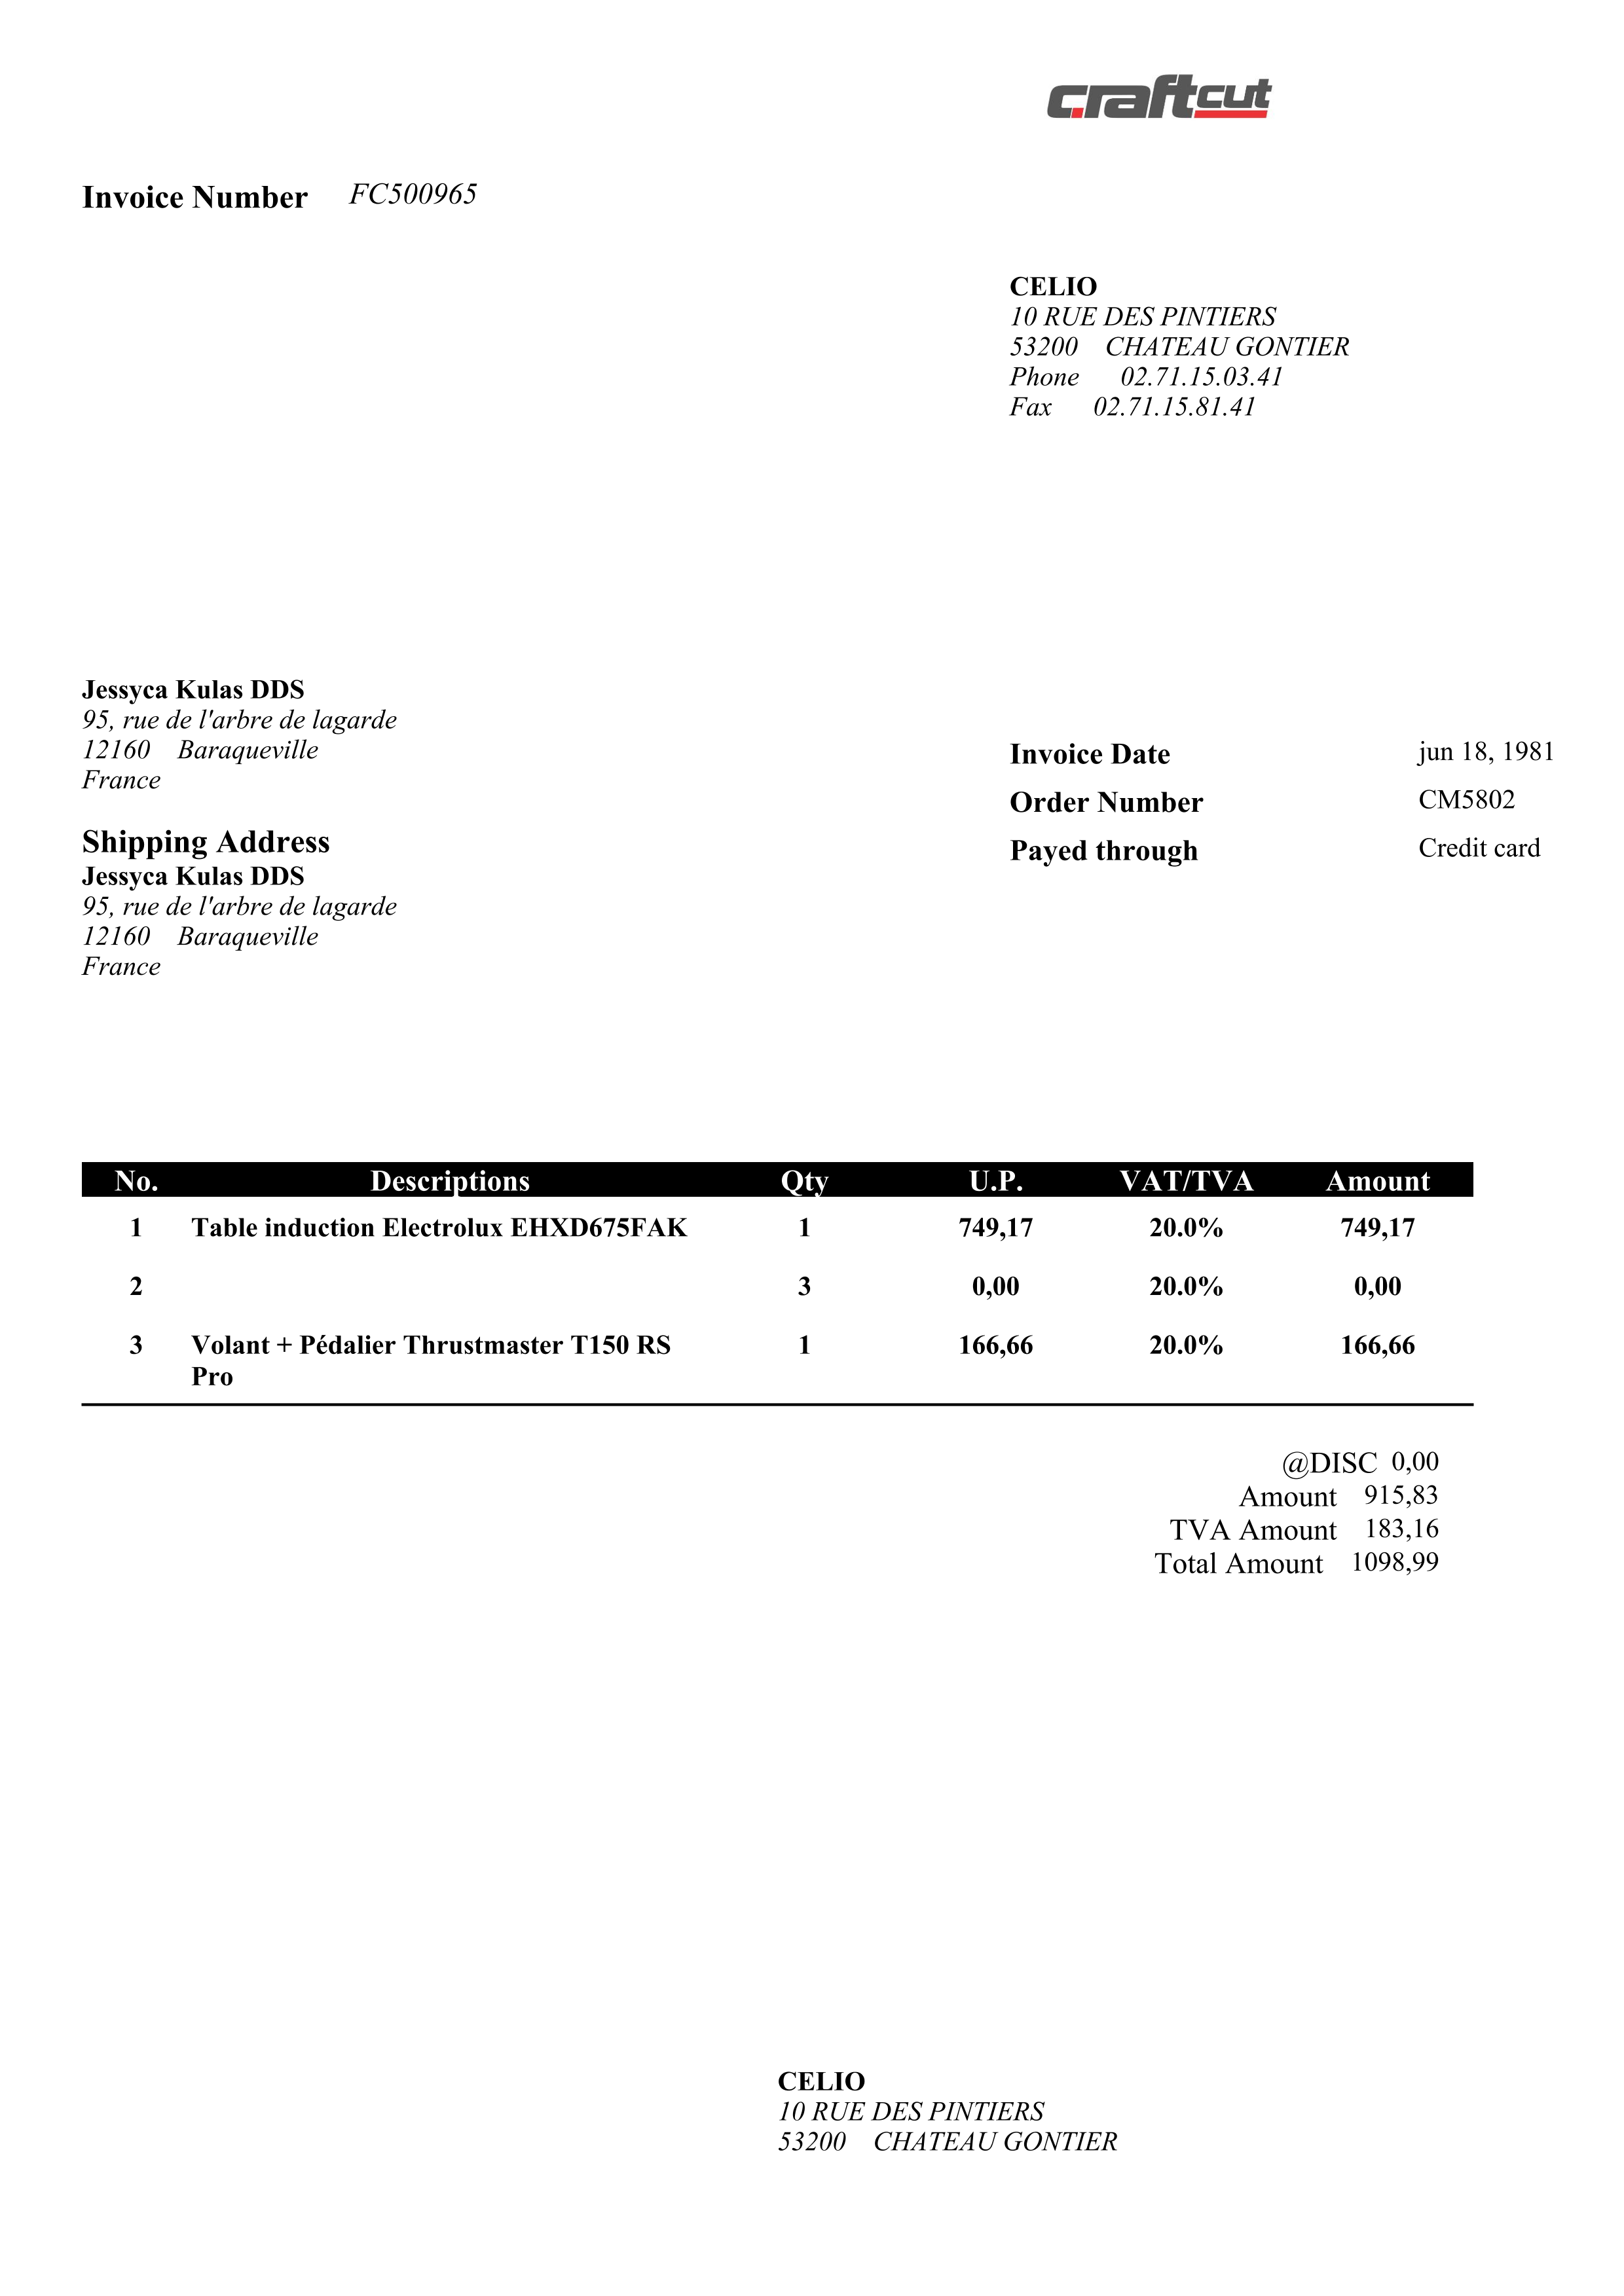 craftcut
Invoice Number FC500965
CELIO
10 RUE DES PINTIERS
53200 CHATEAU GONTIER
Phone 02.71.15.03.41
Fax 02.71.15.81.41
Jessyca Kulas DDS
95, rue de l'arbre de lagarde
12160 Baraqueville
France
Invoice Date jun 18, 1981
Order Number CM5802
Payed through Credit card
Shipping Address
Jessyca Kulas DDS
95, rue de l'arbre de lagarde
12160 Baraqueville
France
No. Descriptions Qty U.P. VAT/TVA Amount
1 Table induction Electrolux EHXD675FAK 1 749,17 20.0% 749,17
2 3 0,00 20.0% 0,00
3 Volant + Pédalier Thrustmaster T150 RS 1 166,66 20.0% 166,66
Pro
@DISC 0,00
Amount 915,83
TVA Amount 183,16
Total Amount 1098,99
CELIO
10 RUE DES PINTIERS
53200 CHATEAU GONTIER